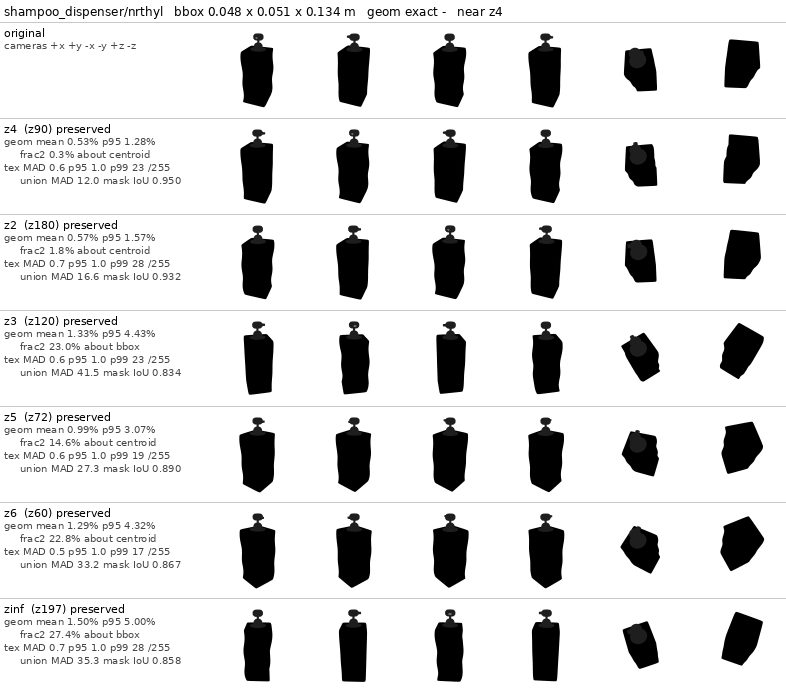 shampoo_dispenser/nrthyl   bbox 0.048 x 0.051 x 0.134 m   geom exact -   near z4
original
cameras +x +y -x -y +z -z
z4  (z90) preserved
geom mean 0.53% p95 1.28%
frac2 0.3% about centroid
tex MAD 0.6 p95 1.0 p99 23 /255
union MAD 12.0 mask IoU 0.950
z2  (z180) preserved
geom mean 0.57% p95 1.57%
frac2 1.8% about centroid
tex MAD 0.7 p95 1.0 p99 28 /255
union MAD 16.6 mask IoU 0.932
z3  (z120) preserved
geom mean 1.33% p95 4.43%
frac2 23.0% about bbox
tex MAD 0.6 p95 1.0 p99 23 /255
union MAD 41.5 mask IoU 0.834
z5  (z72) preserved
geom mean 0.99% p95 3.07%
frac2 14.6% about centroid
tex MAD 0.6 p95 1.0 p99 19 /255
union MAD 27.3 mask IoU 0.890
z6  (z60) preserved
geom mean 1.29% p95 4.32%
frac2 22.8% about centroid
tex MAD 0.5 p95 1.0 p99 17 /255
union MAD 33.2 mask IoU 0.867
zinf  (z197) preserved
geom mean 1.50% p95 5.00%
frac2 27.4% about bbox
tex MAD 0.7 p95 1.0 p99 28 /255
union MAD 35.3 mask IoU 0.858